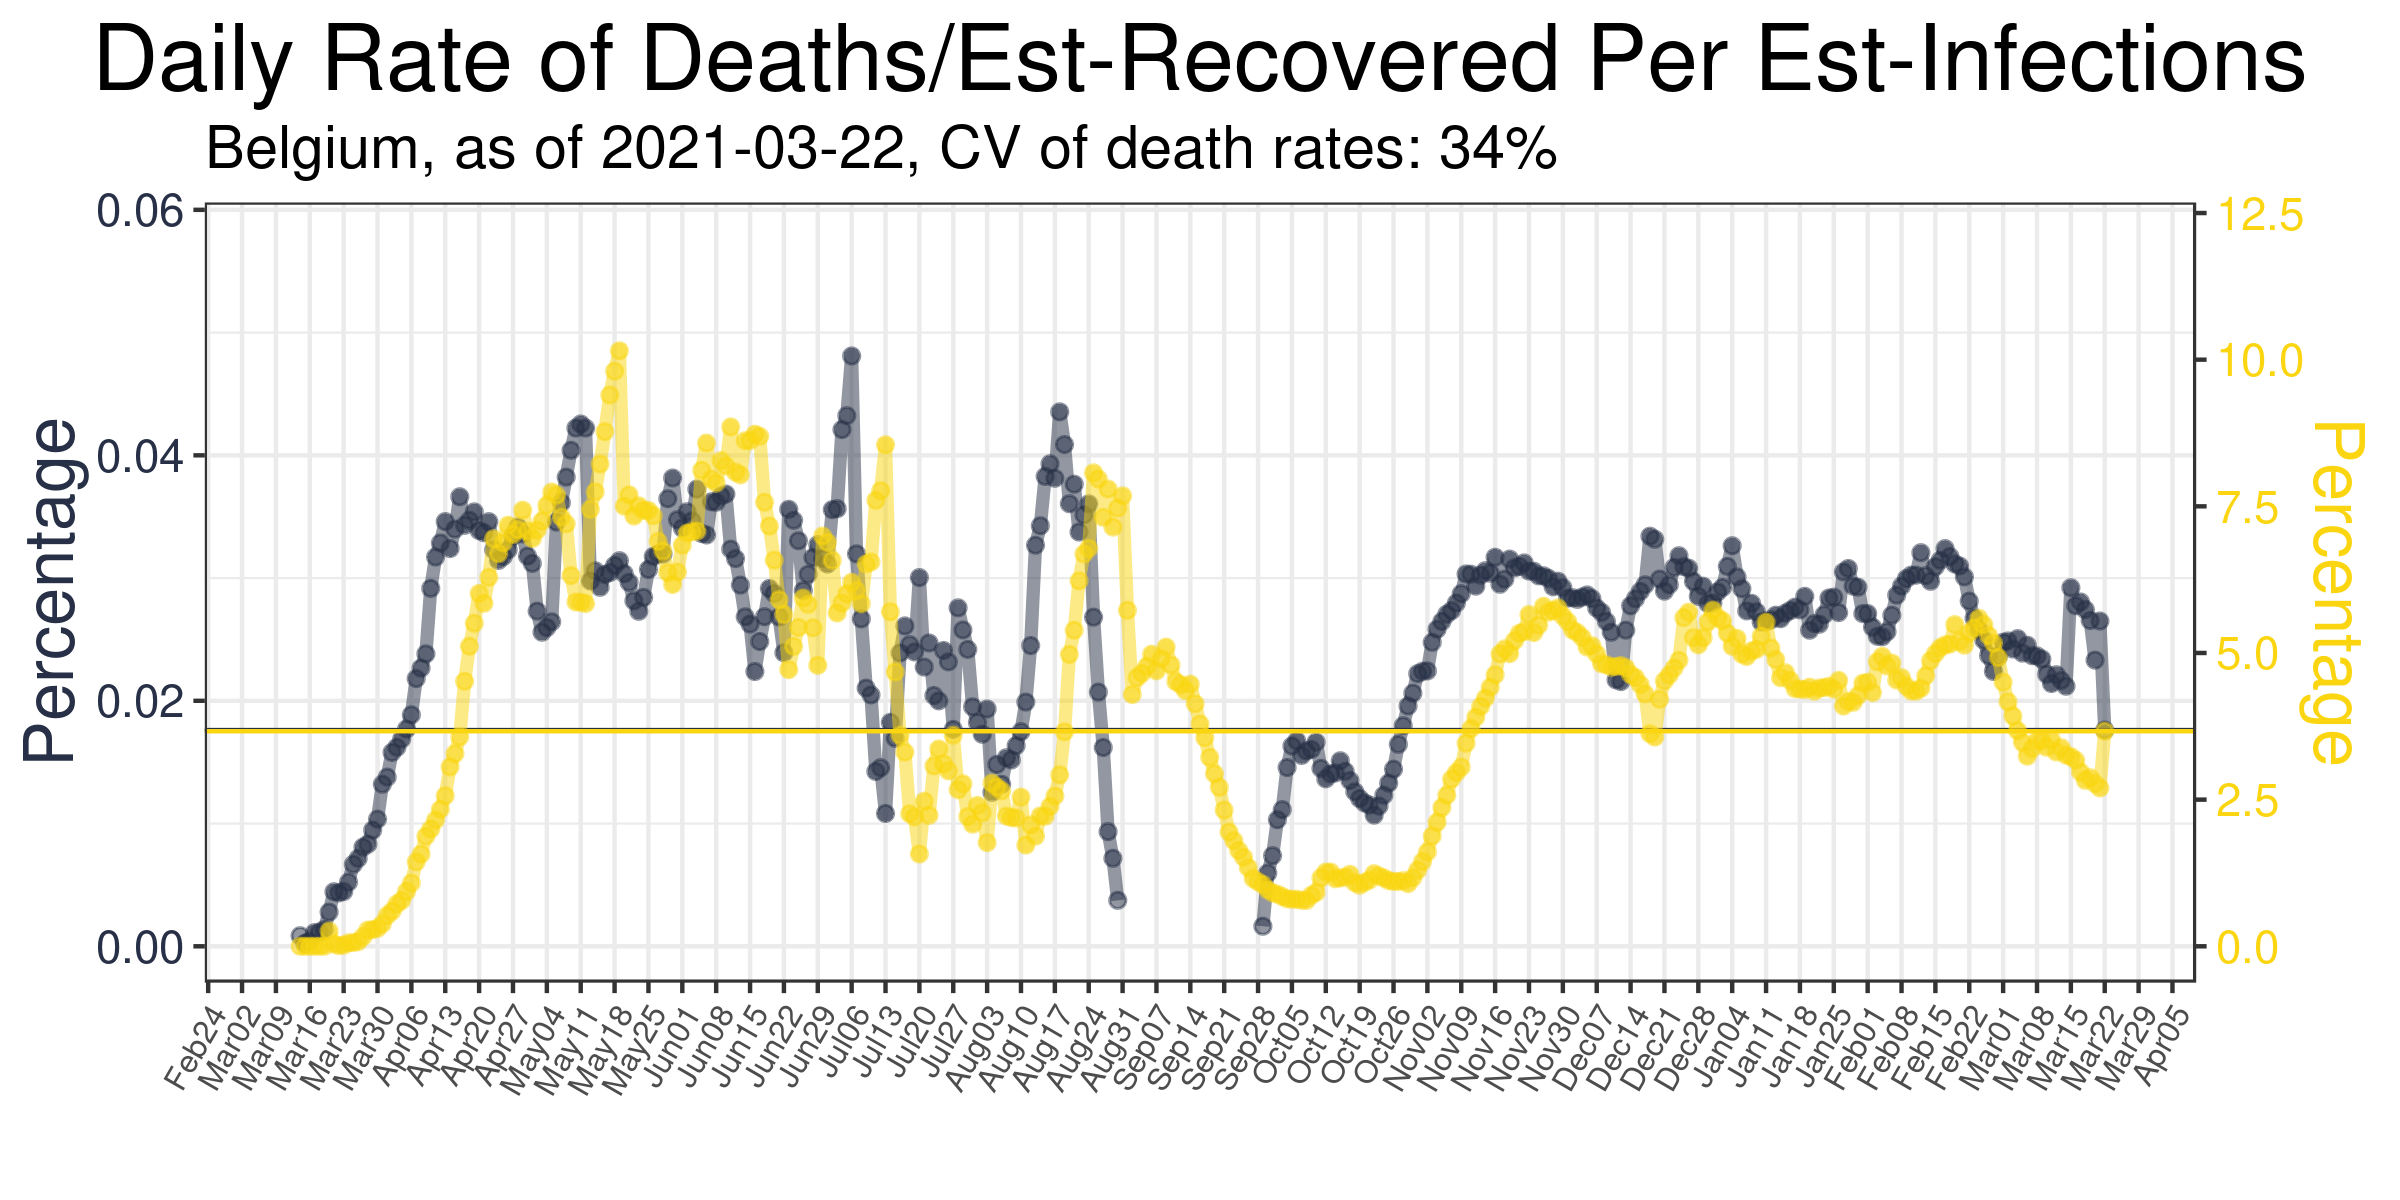 Daily Rate of Deaths/Est-Recovered Per Est-Infections
Belgium, as of 2021-03-22, CV of death rates: 34%
Percentage
0.06
0.04
0.02
0.00
12.5
10.0
7.5
5.0
2.5
0.0
Percentage
Feb24
Mar02
Mar09
Mar16
Mar23
Mar30
Apr06
Apr13
Apr20
Apr27
May04
May11
May18
May25
Jun01
Jun08
Jun15
Jun22
Jun29
Jul06
Jul13
Jul20
Jul27
Aug03
Aug10
Aug17
Aug24
Aug31
Sep07
Sep14
Sep21
Sep28
Oct05
Oct12
Oct19
Oct26
Nov02
Nov09
Nov16
Nov23
Nov30
Dec07
Dec14
Dec21
Dec28
Jan04
Jan11
Jan18
Jan25
Feb01
Feb08
Feb15
Feb22
Mar01
Mar08
Mar15
Mar22
Mar29
Apr05